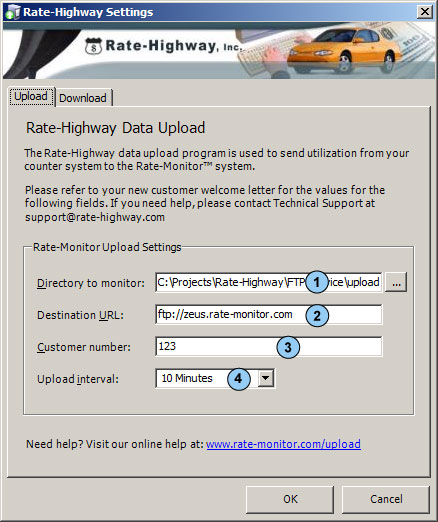 Rate-Highway Settings
8 Rate-Highway, Inc.
Upload Download
Rate-Highway Data Upload
The Rate-Highway data upload program is used to send utilization from your
counter system to the Rate-Monitor™ system.
Please refer to your new customer welcome letter for the values for the
following fields. If you need help, please contact Technical Support at
support@rate-highway.com
Rate-Monitor Upload Settings
Directory to monitor: C:\Projects\Rate-Highway\FTP 1 vice\upload ...
Destination URL: ftp://zeus.rate-monitor.com 2
Customer number: 123 3
Upload interval: 10 Minutes 4
Need help? Visit our online help at: www.rate-monitor.com/upload
OK Cancel